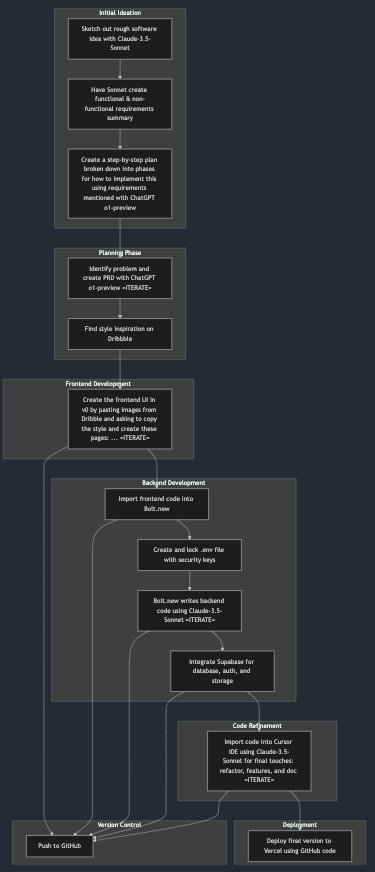 Initial Ideation
Sketch out rough software
idea with Claude-3.5-
Sonnet
Have Sonnet create
functional & non-
functional requirements
summary
Create a step-by-step plan
broken down into phases
for how to implement this
using requirements
mentioned with ChatGPT
o1-preview
Planning Phase
Identify problem and
create PRD with ChatGPT
o1-preview =ITERATE=
Find style inspiration on
Dribbble
Frontend Development
Create the frontend UI in
v0 by pasting images from
Dribble and asking to copy
the style and create these
pages: ... =ITERATE=
Backend Development
Import frontend code into
Bolt.new
Create and lock .env file
with security keys
Bolt.new writes backend
code using Claude-3.5-
Sonnet =ITERATE=
Integrate Supabase for
database, auth, and
storage
Code Refinement
Import code into Cursor
IDE using Claude-3.5-
Sonnet for final touches:
refactor, features, and doc
=ITERATE=
Version Control
Push to GitHub
Deployment
Deploy final version to
Vercel using GitHub code